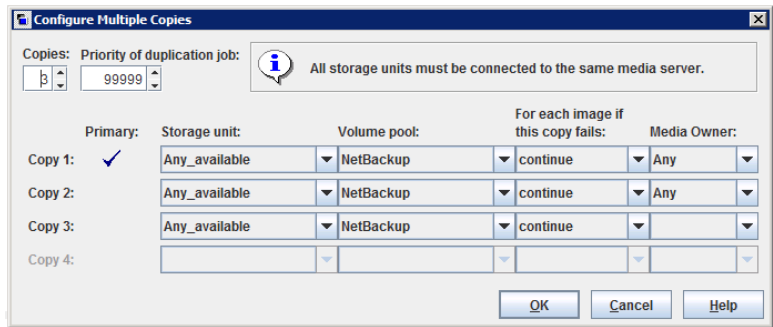 Configure Multiple Copies
Copies: Priority of duplication job:
3 99999
All storage units must be connected to the same media server.
For each image if
Primary: Storage unit: Volume pool: this copy fails: Media Owner:
Copy 1: Any_available NetBackup continue Any
Copy 2: Any_available NetBackup continue Any
Copy 3: Any_available NetBackup continue
Copy 4:
OK Cancel Help